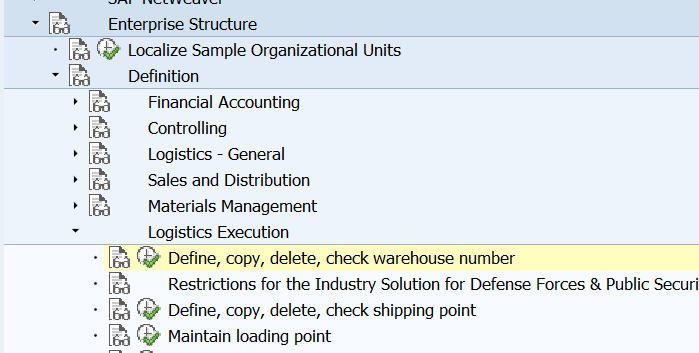 SAP NetWeaver
Enterprise Structure
Localize Sample Organizational Units
Definition
Financial Accounting
Controlling
Logistics - General
Sales and Distribution
Materials Management
Logistics Execution
Define, copy, delete, check warehouse number
Restrictions for the Industry Solution for Defense Forces & Public Securi
Define, copy, delete, check shipping point
Maintain loading point